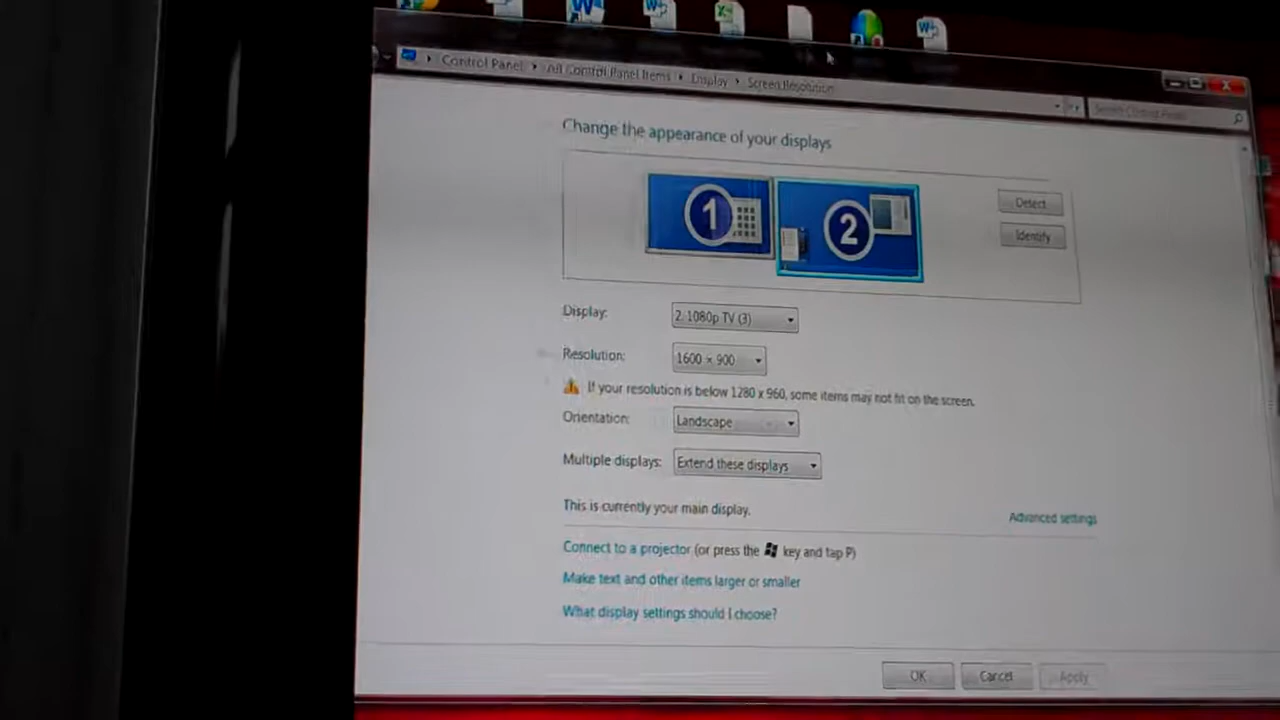 Control Panel All Control Panel Items Display Screen Resolution
Change the appearance of your displays
1 2
Detect
Identify
Display: 2. 1080p TV (3)
Resolution: 1600 × 900
If your resolution is below 1280 x 960, some items may not fit on the screen.
Orientation: Landscape
Multiple displays: Extend these displays
This is currently your main display.
Advanced settings
Connect to a projector (or press the key and tap P)
Make text and other items larger or smaller
What display settings should I choose?
OK Cancel Apply